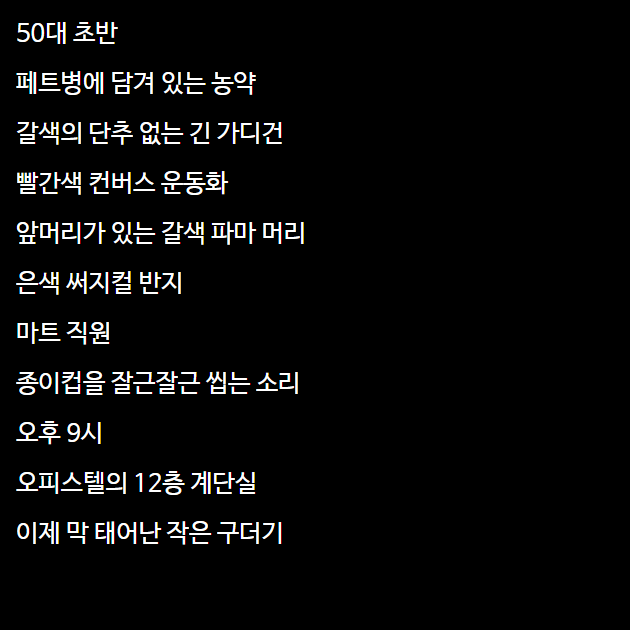 50대 초반
페트병에 담겨 있는 농약
갈색의 단추 없는 긴 가디건
빨간색 컨버스 운동화
앞머리가 있는 갈색 파마 머리
은색 써지컬 반지
마트 직원
종이컵을 잘근잘근 씹는 소리
오후 9시
오피스텔의 12층 계단실
이제 막 태어난 작은 구더기